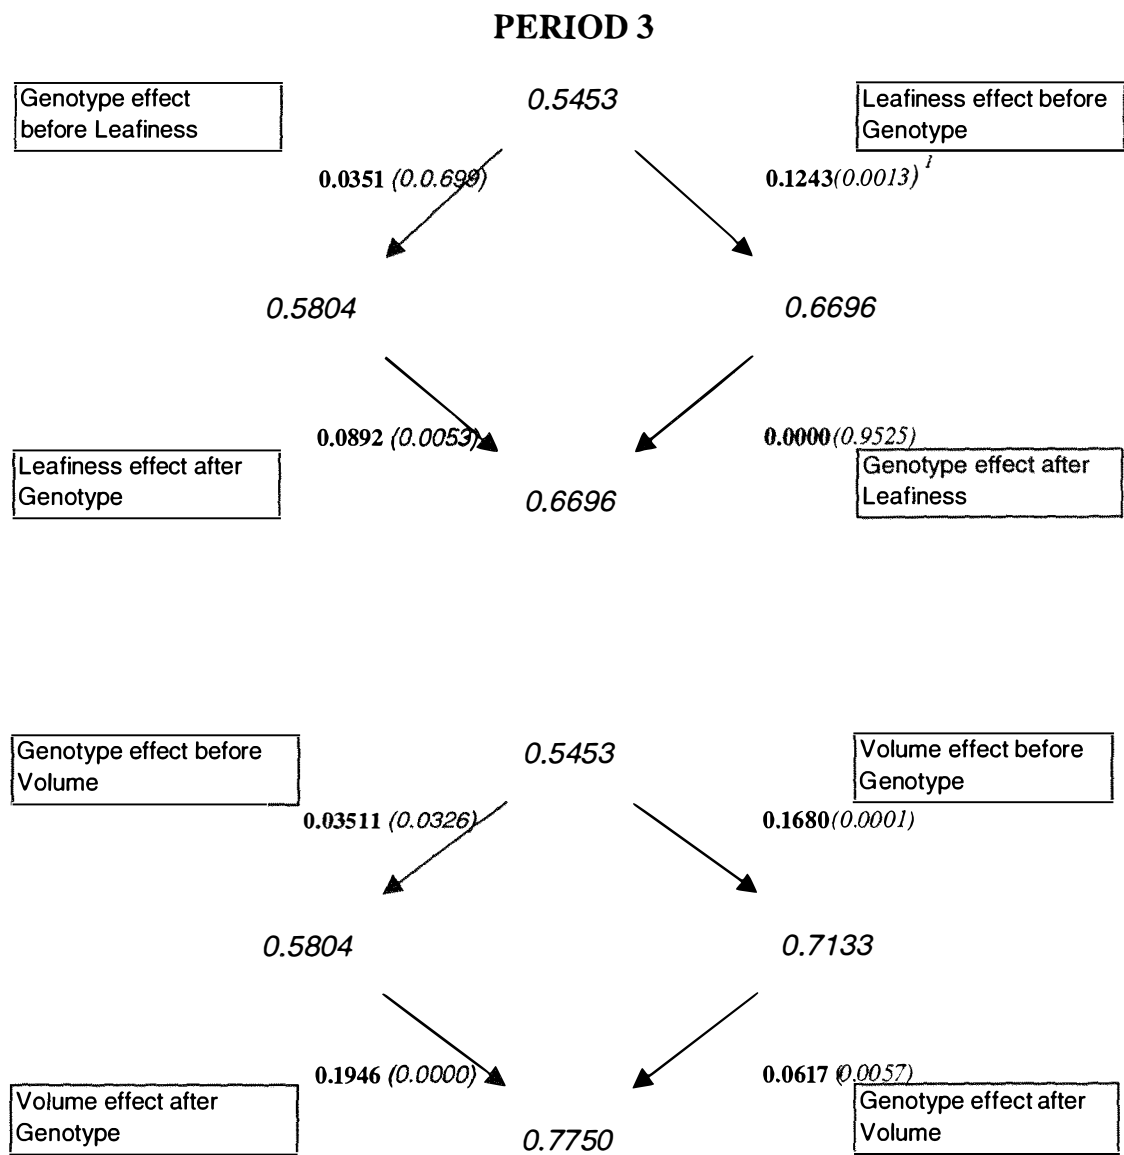 PERIOD 3
Genotype effect
before Leafiness
0.5453
Leafiness effect before
Genotype
0.0351 (0.0.699)
0.1243(0.0013) 1
0.5804
0.6696
0.0892 (0.0053)
0.0000(0.9525)
Leafiness effect after
Genotype
0.6696
Genotype effect after
Leafiness
Genotype effect before
Volume
0.5453
Volume effect before
Genotype
0.03511 (0.0326)
0.1680(0.0001)
0.5804
0.7133
0.1946 (0.0000)
0.0617 (0.0057)
Volume effect after
Genotype
0.7750
Genotype effect after
Volume